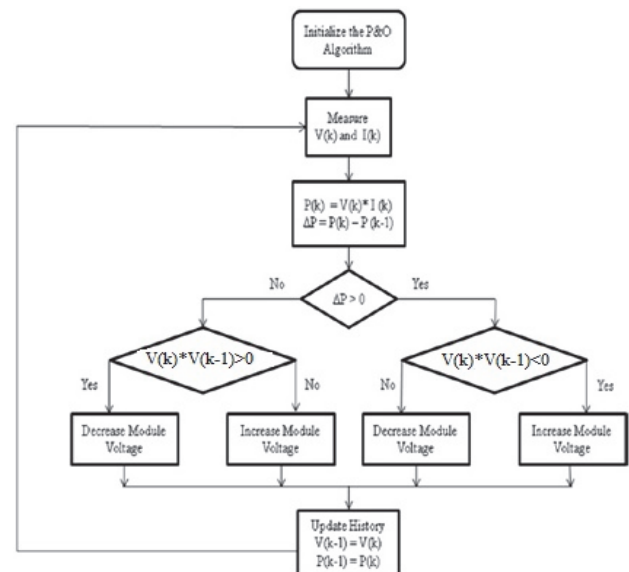 Initialize the P&O
Algorithm
Measure
V(k) and I(k)
P(k) = V(k)* I (k)
ΔP = P(k) – P (k-1)
No
Yes
ΔP > 0
V(k)*V(k-1)>0
V(k)*V(k-1)<0
Yes
No
No
Yes
Decrease Module
Voltage
Increase Module
Voltage
Decrease Module
Voltage
Increase Module
Voltage
Update History
V(k-1) = V(k)
P(k-1) = P(k)